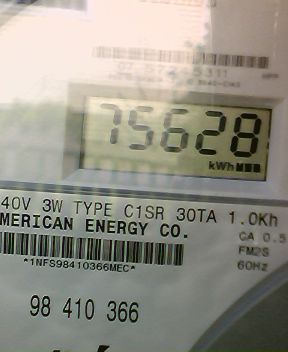 75628
kWh
40V 3W TYPE C1SR 30TA 1.0Kh
MERICAN ENERGY CO.
CA 0.5
FM2S
60Hz
*1NFS98410366MEC*
98 410 366